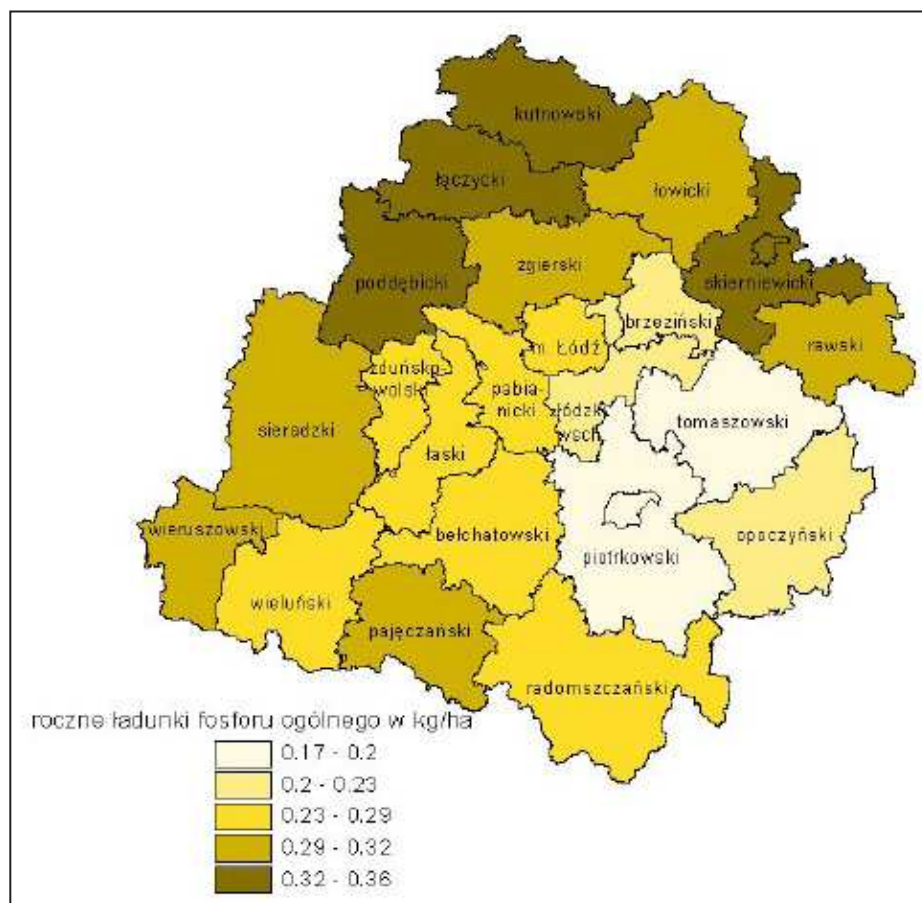 kutnowski
łączycki
łowicki
zgierski
skierniewicki
poddębicki
brzeziński
m. Łódź
rawski
zduńsko-
wolski
pabia-
nicki
łódzki
wsch
tomaszowski
sieradzki
łaski
wieruszowski
bełchatowski
opoczyński
piotrkowski
wieluński
pajęczański
radomszczański
roczne ładunki fosforu ogólnego w kg/ha
0.17 - 0.2
0.2 - 0.23
0.23 - 0.29
0.29 - 0.32
0.32 - 0.36